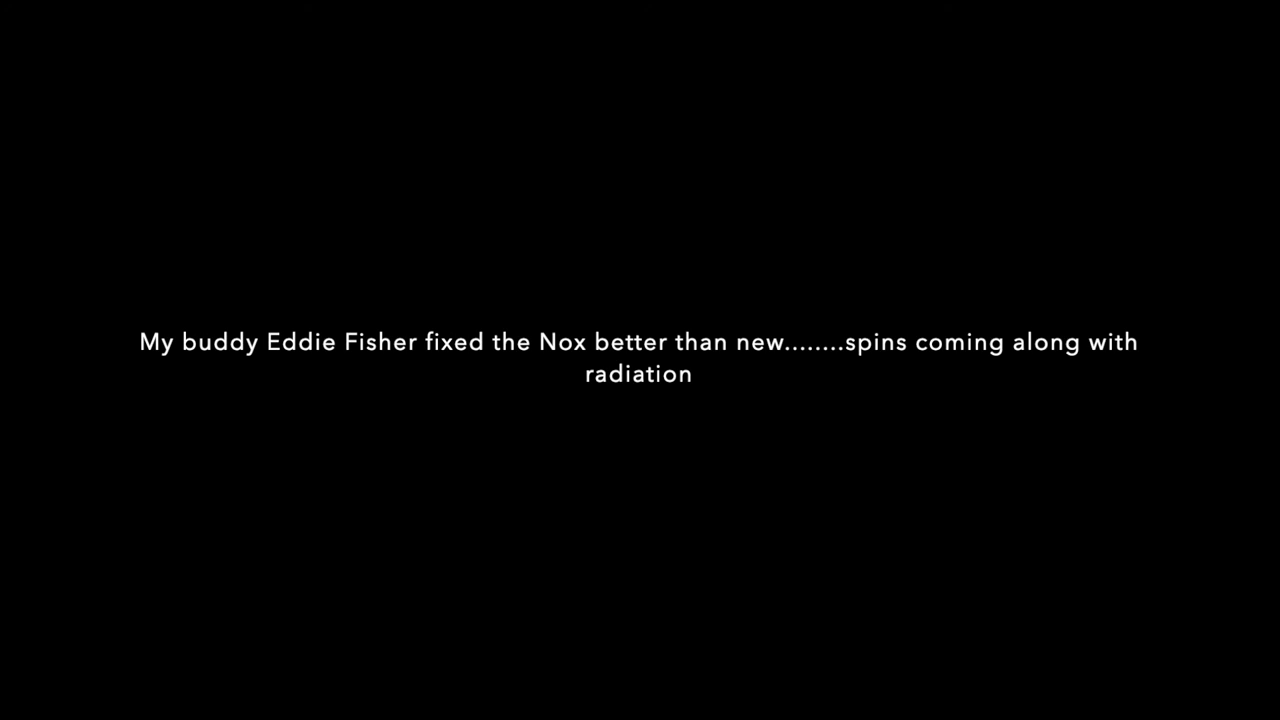 My buddy Eddie Fisher fixed the Nox better than new........spins coming along with
radiation